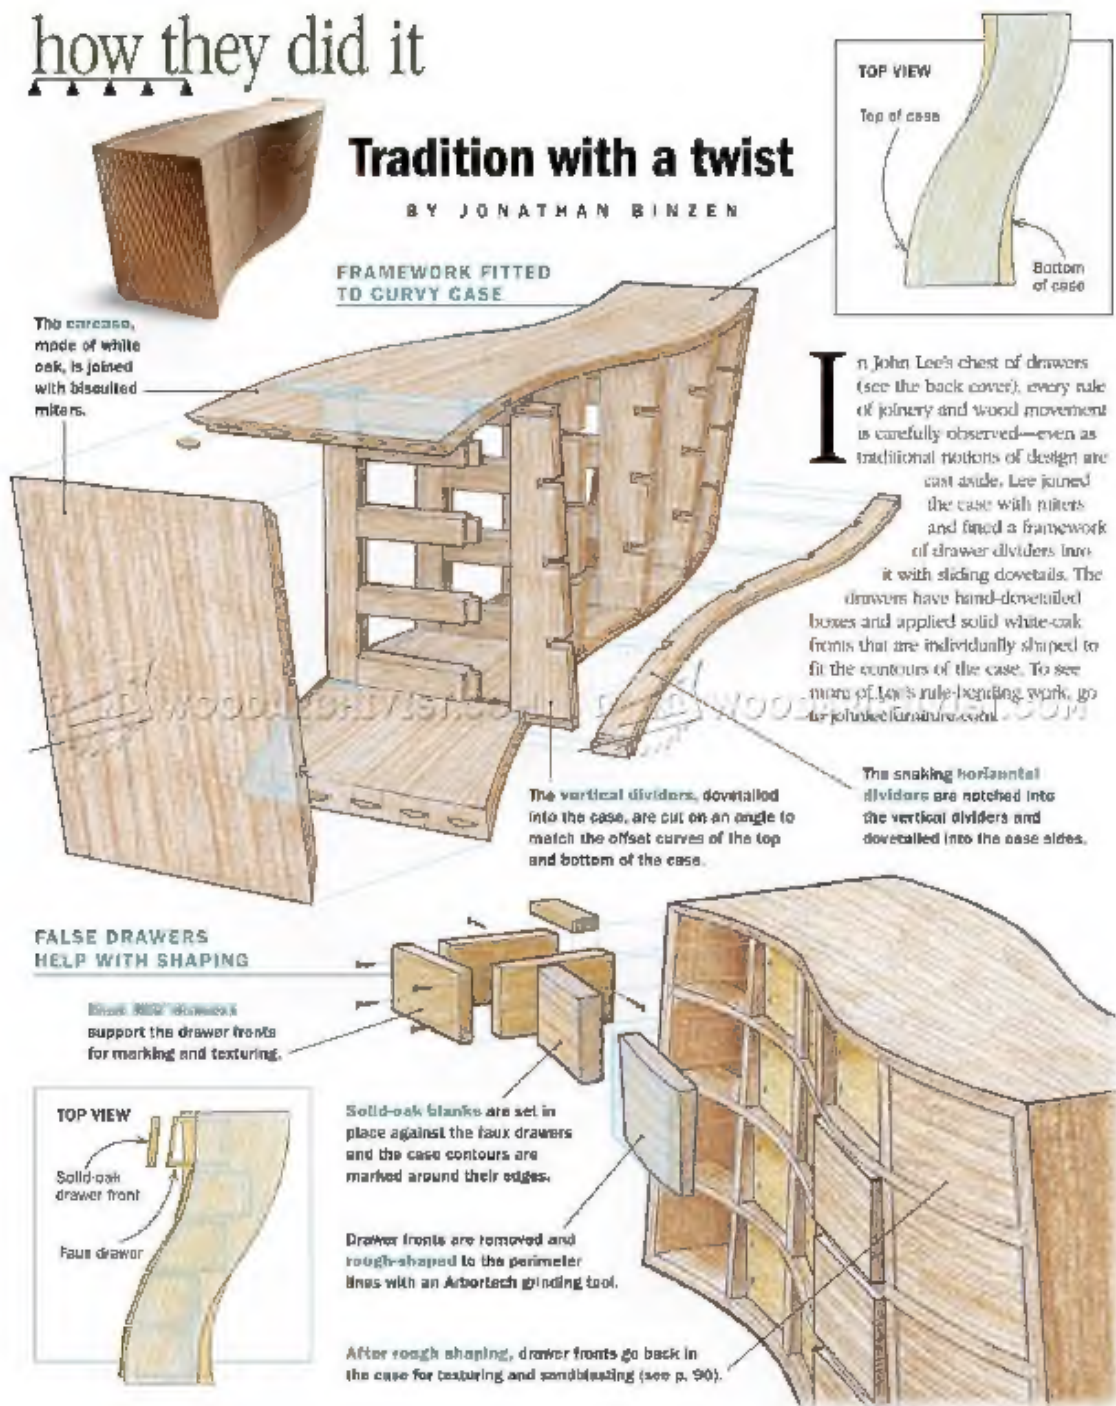 how they did it
Tradition with a twist
BY JONATHAN BINZEN
TOP VIEW
Top of case
Bottom
of case
FRAMEWORK FITTED
TO CURVY CASE
The carcase,
made of white
oak, is joined
with biscuited
miters.
In John Lee's chest of drawers
(see the back cover), every rule
of joinery and wood movement
is carefully observed—even as
traditional notions of design are
cast aside. Lee joined
the case with miters
and fitted a framework
of drawer dividers into
it with sliding dovetails. The
drawers have hand-dovetailed
boxes and applied solid white-oak
fronts that are individually shaped to
fit the contours of the case. To see
more of Lee's rule-bending work, go
to johnleefurniture.com.
The vertical dividers, dovetailed
into the case, are cut on an angle to
match the offset curves of the top
and bottom of the case.
The snaking horizontal
dividers are notched into
the vertical dividers and
dovetailed into the case sides.
FALSE DRAWERS
HELP WITH SHAPING
drawers
support the drawer fronts
for marking and texturing.
TOP VIEW
Solid-oak
drawer front
Faux drawer
Solid-oak blanks are set in
place against the faux drawers
and the case contours are
marked around their edges.
Drawer fronts are removed and
rough-shaped to the perimeter
lines with an Arbortech grinding tool.
After rough shaping, drawer fronts go back in
the case for texturing and sandblasting (see p. 90).